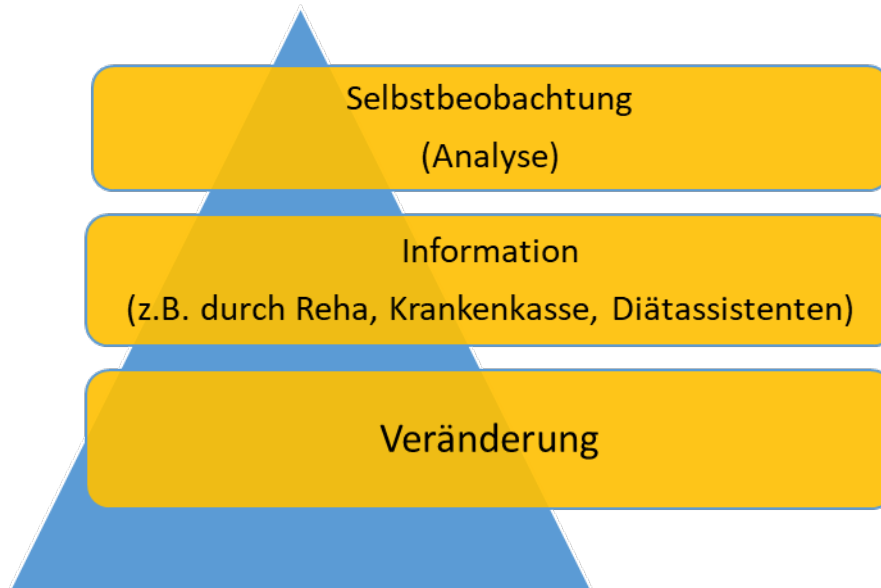 Selbstbeobachtung
(Analyse)
Information
(z.B. durch Reha, Krankenkasse, Diätassistenten)
Veränderung